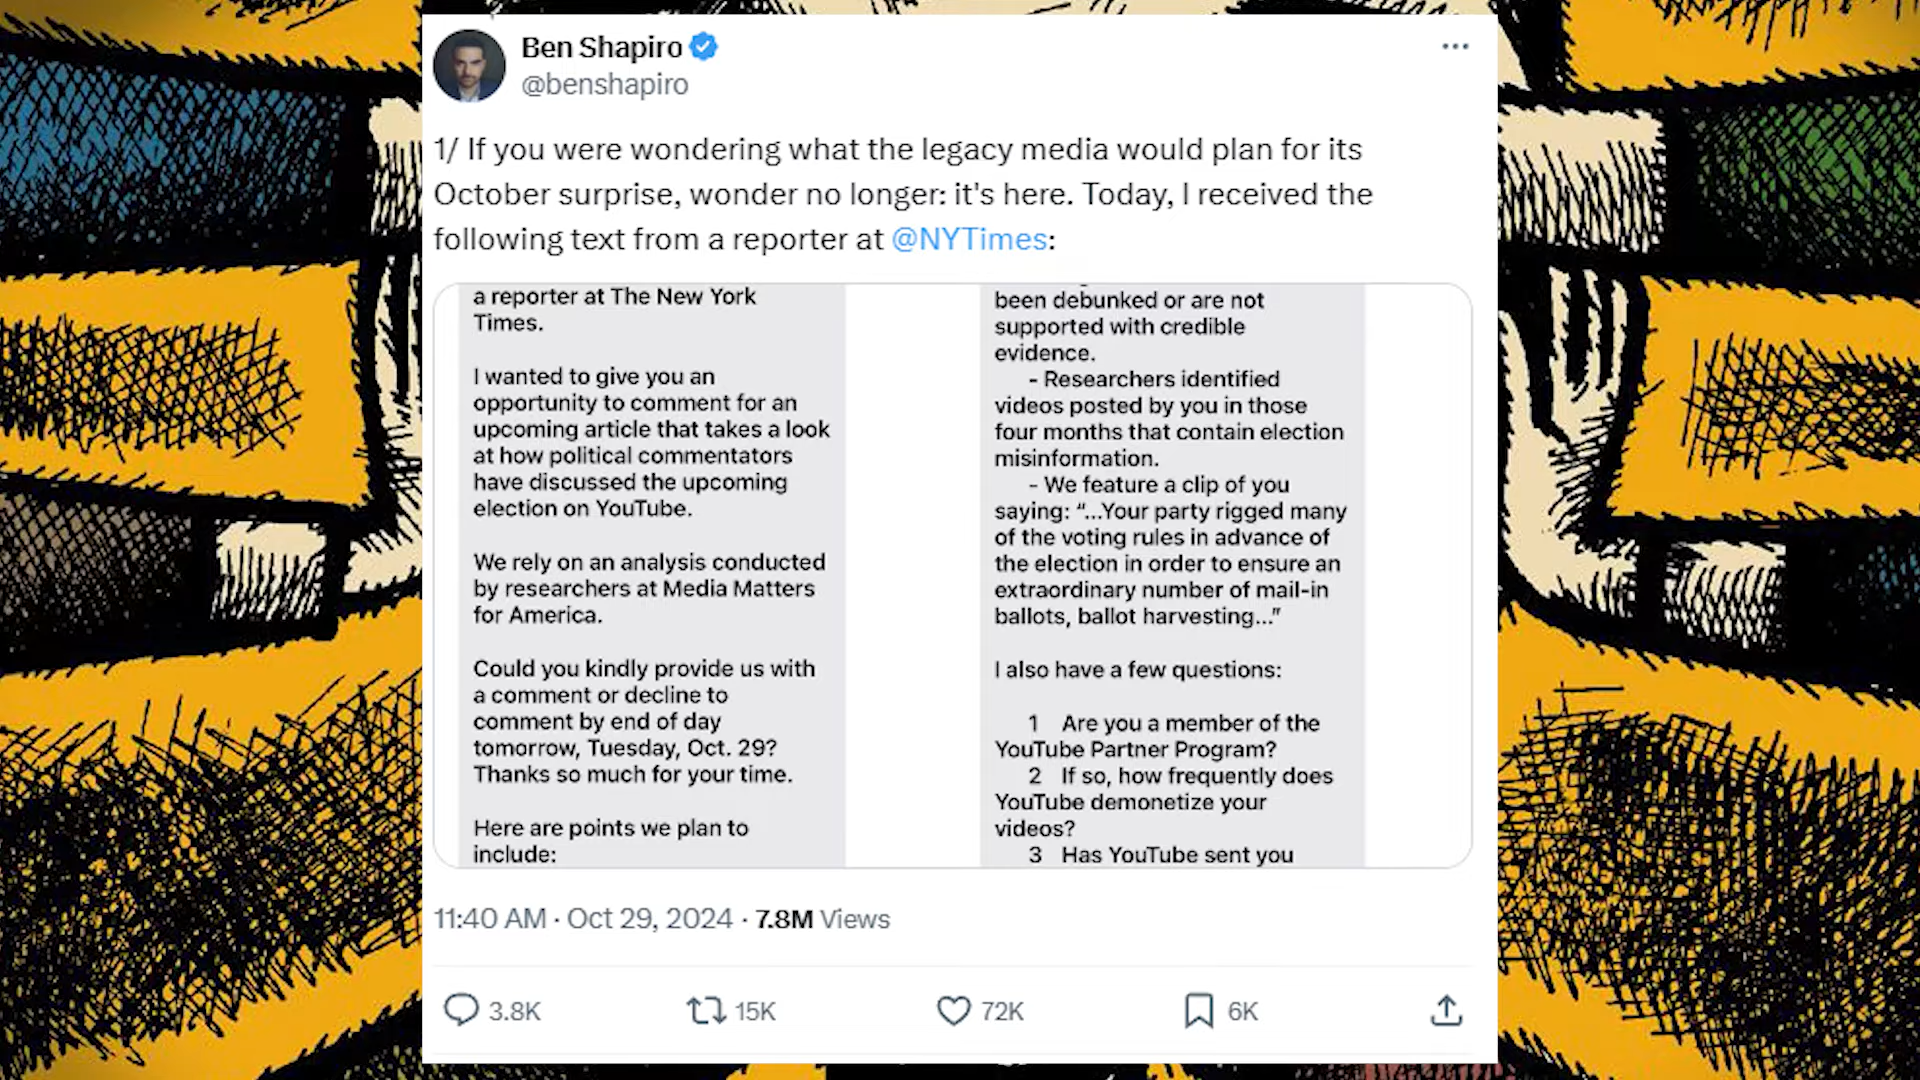 Ben Shapiro
@benshapiro
1/ If you were wondering what the legacy media would plan for its
October surprise, wonder no longer: it's here. Today, I received the
following text from a reporter at @NYTimes:
a reporter at The New York
Times.
I wanted to give you an
opportunity to comment for an
upcoming article that takes a look
at how political commentators
have discussed the upcoming
election on YouTube.
We rely on an analysis conducted
by researchers at Media Matters
for America.
Could you kindly provide us with
a comment or decline to
comment by end of day
tomorrow, Tuesday, Oct. 29?
Thanks so much for your time.
Here are points we plan to
include:
been debunked or are not
supported with credible
evidence.
- Researchers identified
videos posted by you in those
four months that contain election
misinformation.
- We feature a clip of you
saying: “...Your party rigged many
of the voting rules in advance of
the election in order to ensure an
extraordinary number of mail-in
ballots, ballot harvesting...”
I also have a few questions:
1 Are you a member of the
YouTube Partner Program?
2 If so, how frequently does
YouTube demonetize your
videos?
3 Has YouTube sent you
11:40 AM · Oct 29, 2024 · 7.8M Views
3.8K 15K 72K 6K